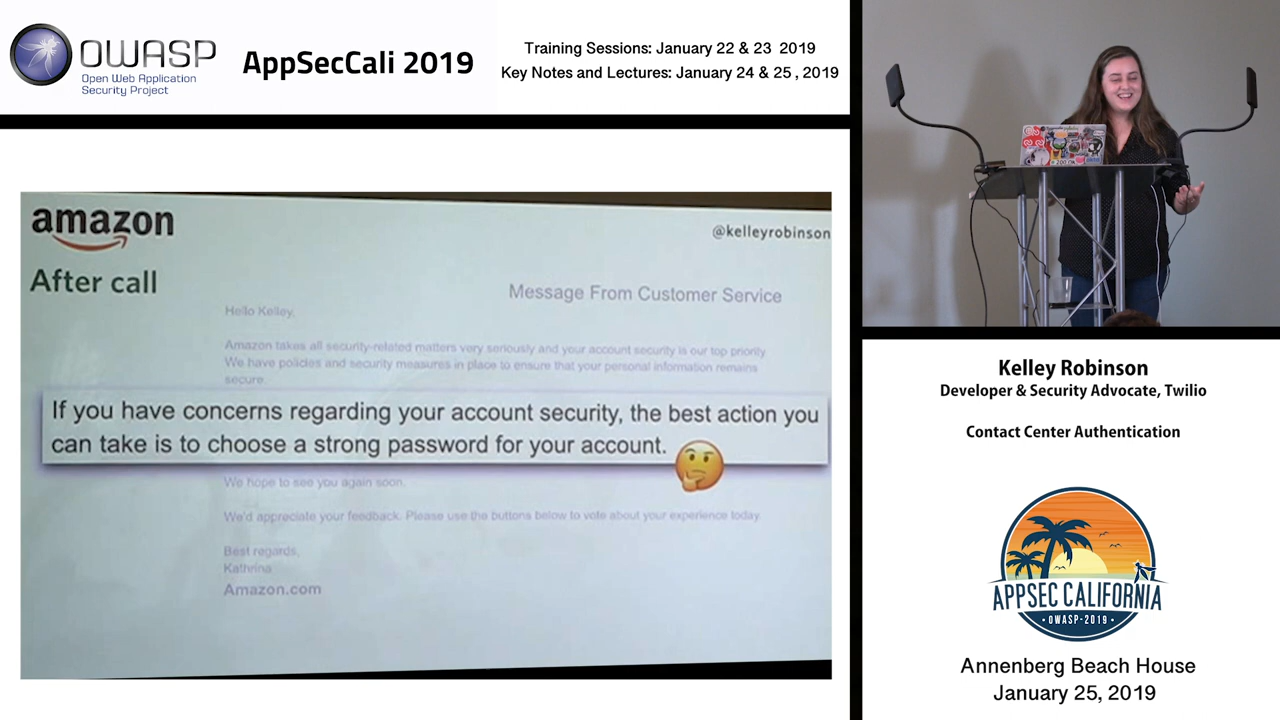 OWASP
Open Web Application
Security Project
AppSecCali 2019
Training Sessions: January 22 & 23 2019
Key Notes and Lectures: January 24 & 25, 2019
amazon
@kelleyrobinson
After call
Message From Customer Service
Hello Kelley,
Amazon takes all security-related matters very seriously and your account security is our top priority
We have policies and security measures in place to ensure that your personal information remains
secure.
If you have concerns regarding your account security, the best action you
can take is to choose a strong password for your account.
We hope to see you again soon.
We'd appreciate your feedback. Please use the buttons below to vote about your experience today.
Best regards,
Kathrina
Amazon.com
Kelley Robinson
Developer & Security Advocate, Twilio
Contact Center Authentication
APPSEC CALIFORNIA
• OWASP-2019 •
Annenberg Beach House
January 25, 2019